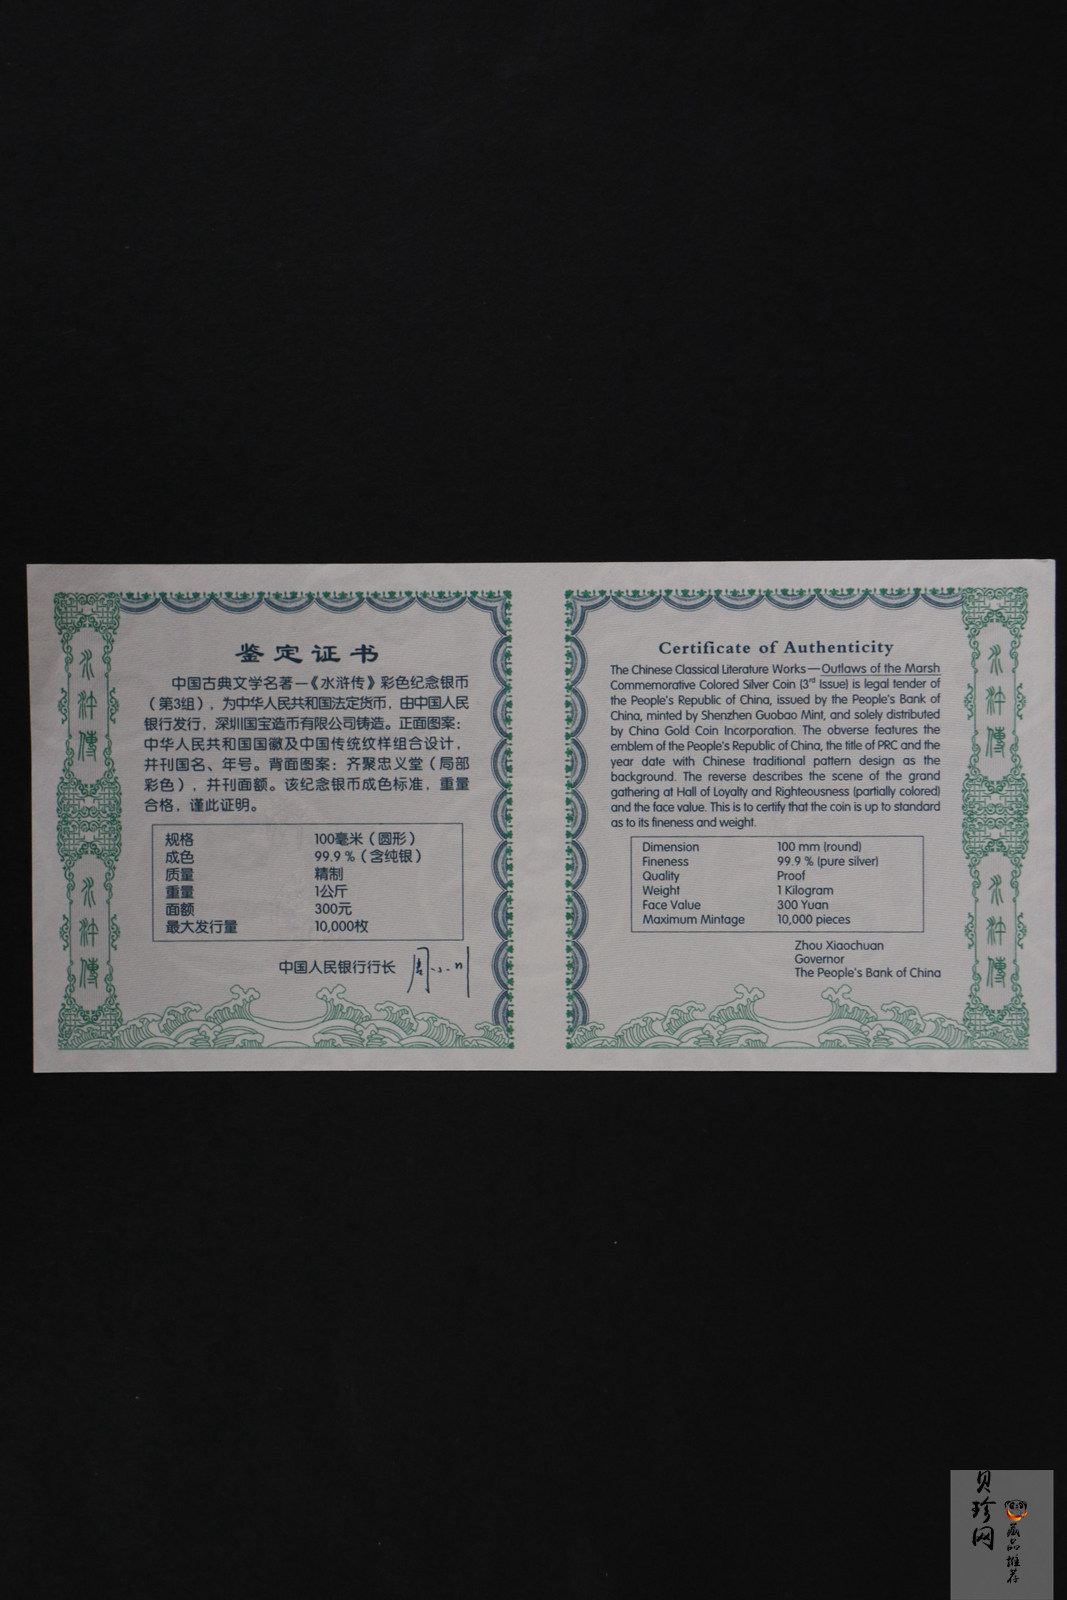 鉴定证书
中国古典文学名著—《水浒传》彩色纪念银币
（第3组），为中华人民共和国法定货币，由中国人民
银行发行，深圳国宝造币有限公司铸造。正面图案：
中华人民共和国国徽及中国传统纹样组合设计，
并刊国名、年号。背面图案：齐聚忠义堂（局部
彩色），并刊面额。该纪念银币成色标准，重量
合格，谨此证明。
规格 100毫米（圆形）
成色 99.9 %（含纯银）
质量 精制
重量 1公斤
面额 300元
最大发行量 10,000枚
中国人民银行行长 周小川
水浒傳
水浒傳
Certificate of Authenticity
The Chinese Classical Literature Works—Outlaws of the Marsh
Commemorative Colored Silver Coin (3rd issue) is legal tender of
the People's Republic of China, issued by the People's Bank of
China, minted by Shenzhen Guobao Mint, and solely distributed
by China Gold Coin Incorporation. The obverse features the
emblem of the People's Republic of China, the title of PRC and the
year date with Chinese traditional pattern design as the
background. The reverse describes the scene of the grand
gathering at Hall of Loyalty and Righteousness (partially colored)
and the face value. This is to certify that the coin is up to standard
as to its fineness and weight.
Dimension 100 mm (round)
Fineness 99.9 % (pure silver)
Quality Proof
Weight 1 Kilogram
Face Value 300 Yuan
Maximum Mintage 10,000 pieces
Zhou Xiaochuan
Governor
The People's Bank of China
水浒傳
水浒傳
贝珍网
藏品推荐